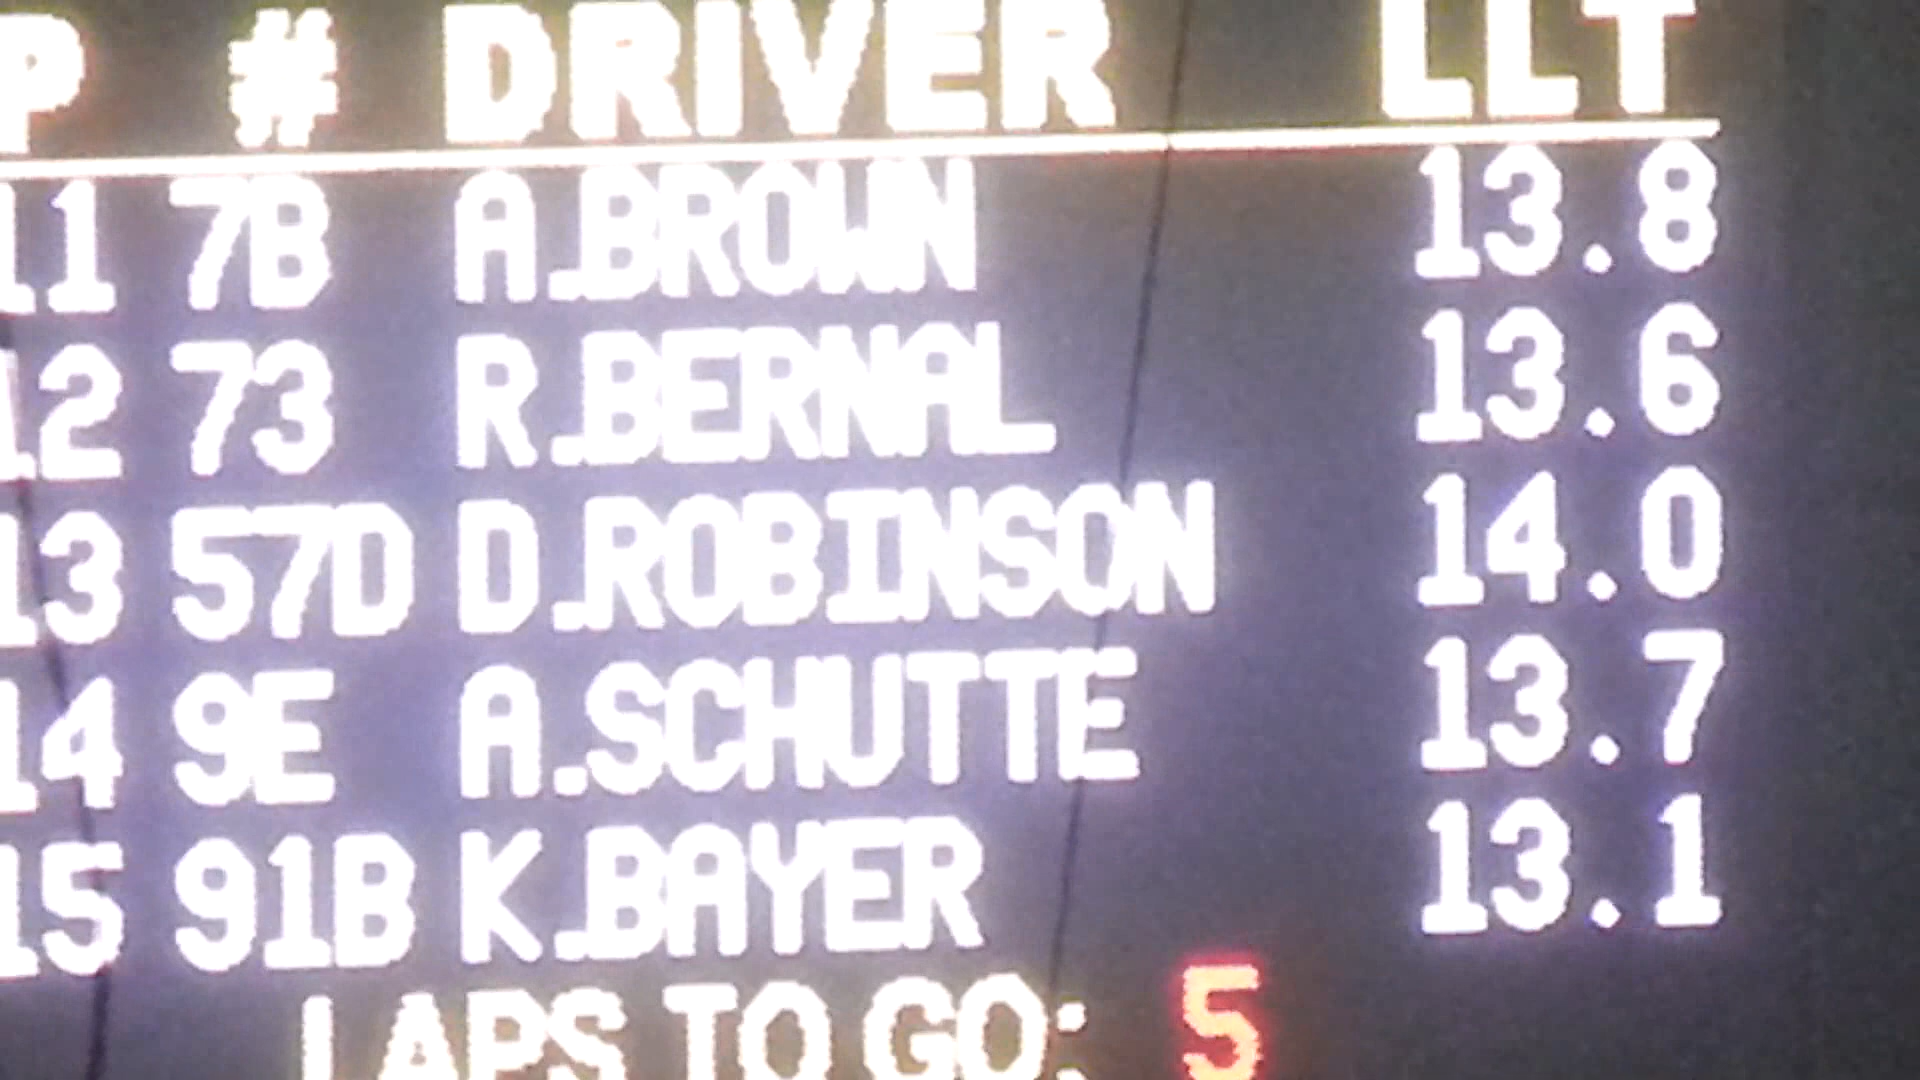 P # DRIVER LLT
11 7B A.BROWN 13.8
12 73 R.BERNAL 13.6
13 57D D.ROBINSON 14.0
14 9E A.SCHUTTE 13.7
15 91B K.BAYER 13.1
LAPS TO GO: 5